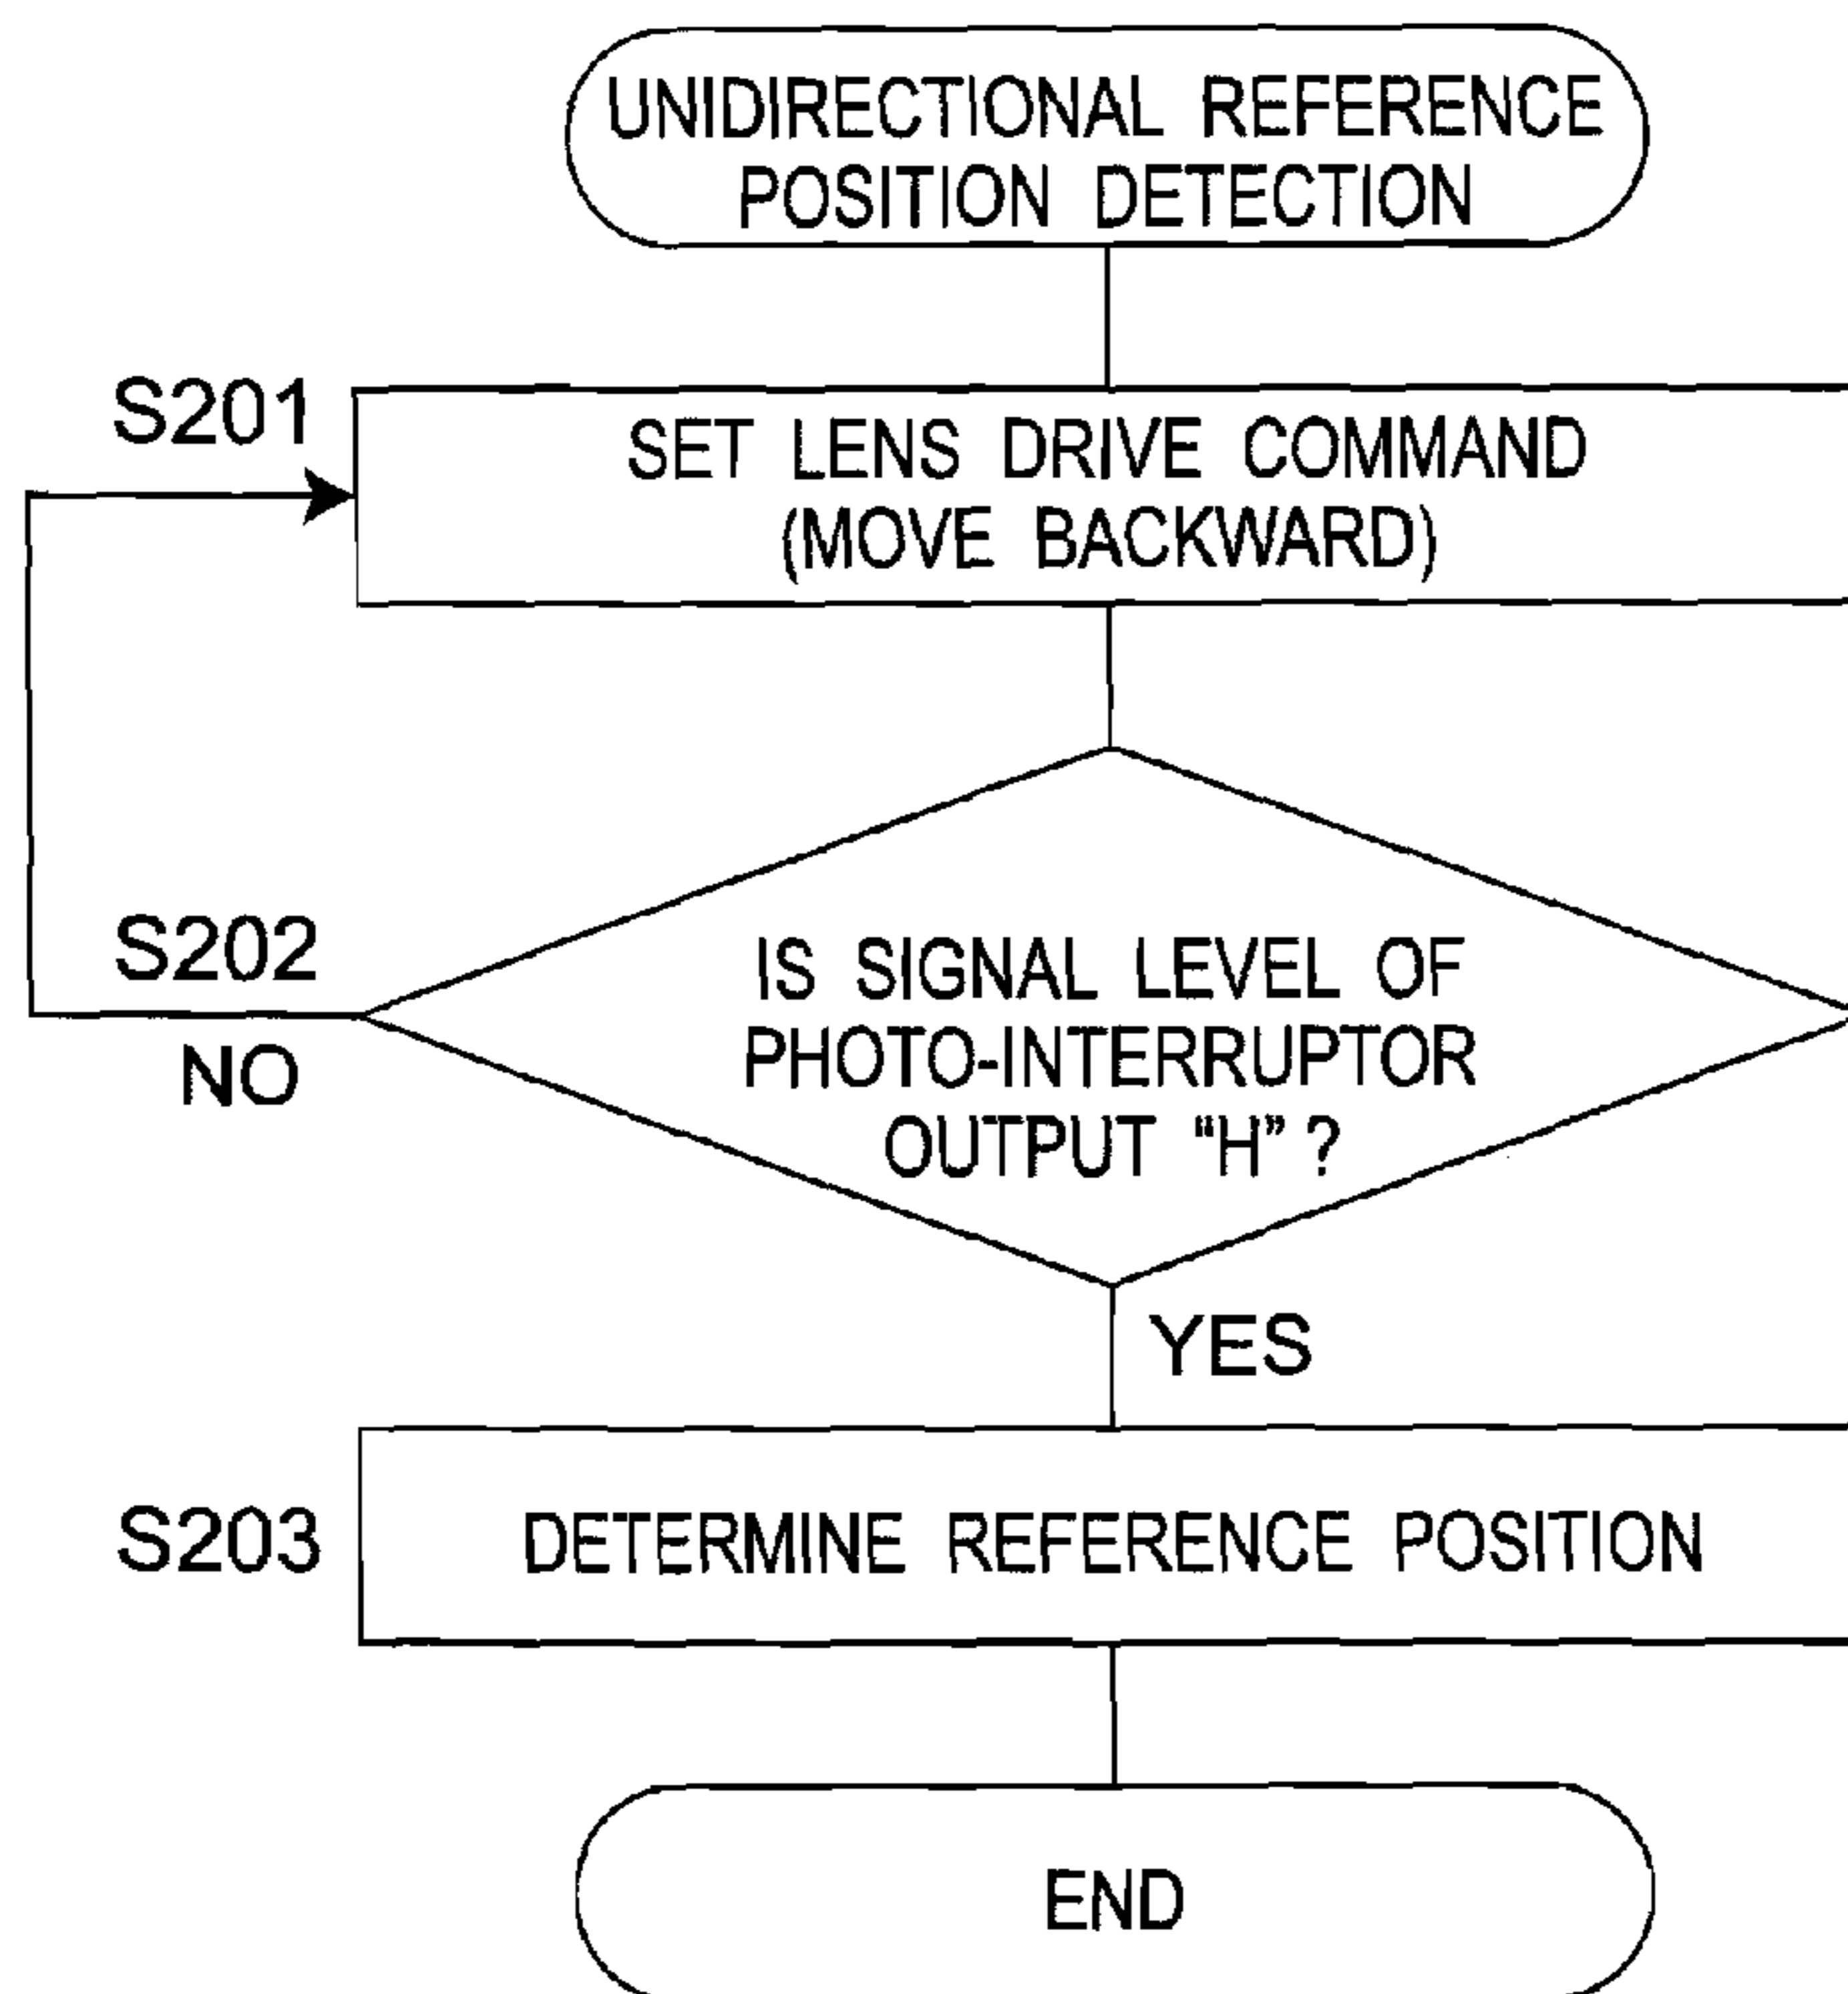 UNIDIRECTIONAL REFERENCE
POSITION DETECTION
S201
SET LENS DRIVE COMMAND
(MOVE BACKWARD)
S202
IS SIGNAL LEVEL OF
PHOTO-INTERRUPTOR
OUTPUT “H” ?
NO
YES
S203
DETERMINE REFERENCE POSITION
END